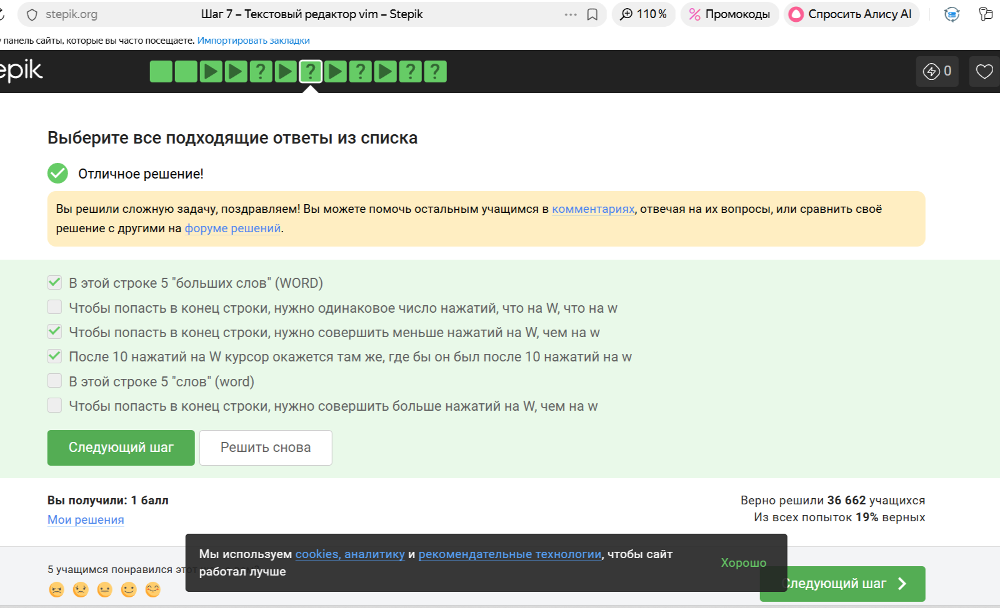 stepik.org
Шаг 7 – Текстовый редактор vim – Stepik
110 %
Промокоды
Спросить Алису AI
панель сайты, которые вы часто посещаете. Импортировать закладки
epik
? ? ? ? ?
0
Выберите все подходящие ответы из списка
Отличное решение!
Вы решили сложную задачу, поздравляем! Вы можете помочь остальным учащимся в комментариях, отвечая на их вопросы, или сравнить своё
решение с другими на форуме решений.
В этой строке 5 "больших слов" (WORD)
Чтобы попасть в конец строки, нужно одинаковое число нажатий, что на W, что на w
Чтобы попасть в конец строки, нужно совершить меньше нажатий на W, чем на w
После 10 нажатий на W курсор окажется там же, где бы он был после 10 нажатий на w
В этой строке 5 "слов" (word)
Чтобы попасть в конец строки, нужно совершить больше нажатий на W, чем на w
Следующий шаг
Решить снова
Вы получили: 1 балл
Мои решения
Верно решили 36 662 учащихся
Из всех попыток 19% верных
Мы используем cookies, аналитику и рекомендательные технологии, чтобы сайт
работал лучше
Хорошо
5 учащимся понравился этот
Следующий шаг